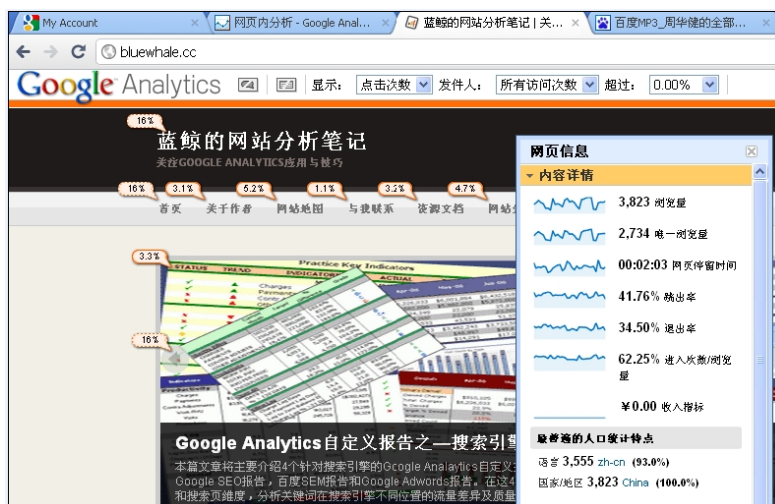 My Account
网页内分析 - Google Anal...
蓝鲸的网站分析笔记 | 关...
百度MP3_周华健的全部...
bluewhale.cc
Google Analytics 显示: 点击次数 发件人: 所有访问次数 超过: 0.00%
16%
蓝鲸的网站分析笔记
关注GOOGLE ANALYTICS应用与技巧
16% 3.1% 6.2% 1.1% 3.2% 4.7%
首页 关于作者 网站地图 与我联系 资源文档 网站分
3.3%
STATUS TREND
Practice Key Indicators
INDICATORS
ACTUAL
Charges
16%
Indicators
Productivity
Google Analytics自定义报告之—搜索引擎
本篇文章将主要介绍4个针对搜索引擎的Google Analytics自定义
Google SEO报告，百度SEM报告和Google Adwords报告。在这4
和搜索页维度，分析关键词在搜索引擎不同位置的流量差异及质量
网页信息
内容详情
3,823 浏览量
2,734 唯一浏览量
00:02:03 网页停留时间
41.76% 跳出率
34.50% 退出率
62.25% 进入次数/浏览
量
￥0.00 收入指标
最普遍的人口统计特点
语言 3,555 zh-cn (93.0%)
国家/地区 3,823 China (100.0%)